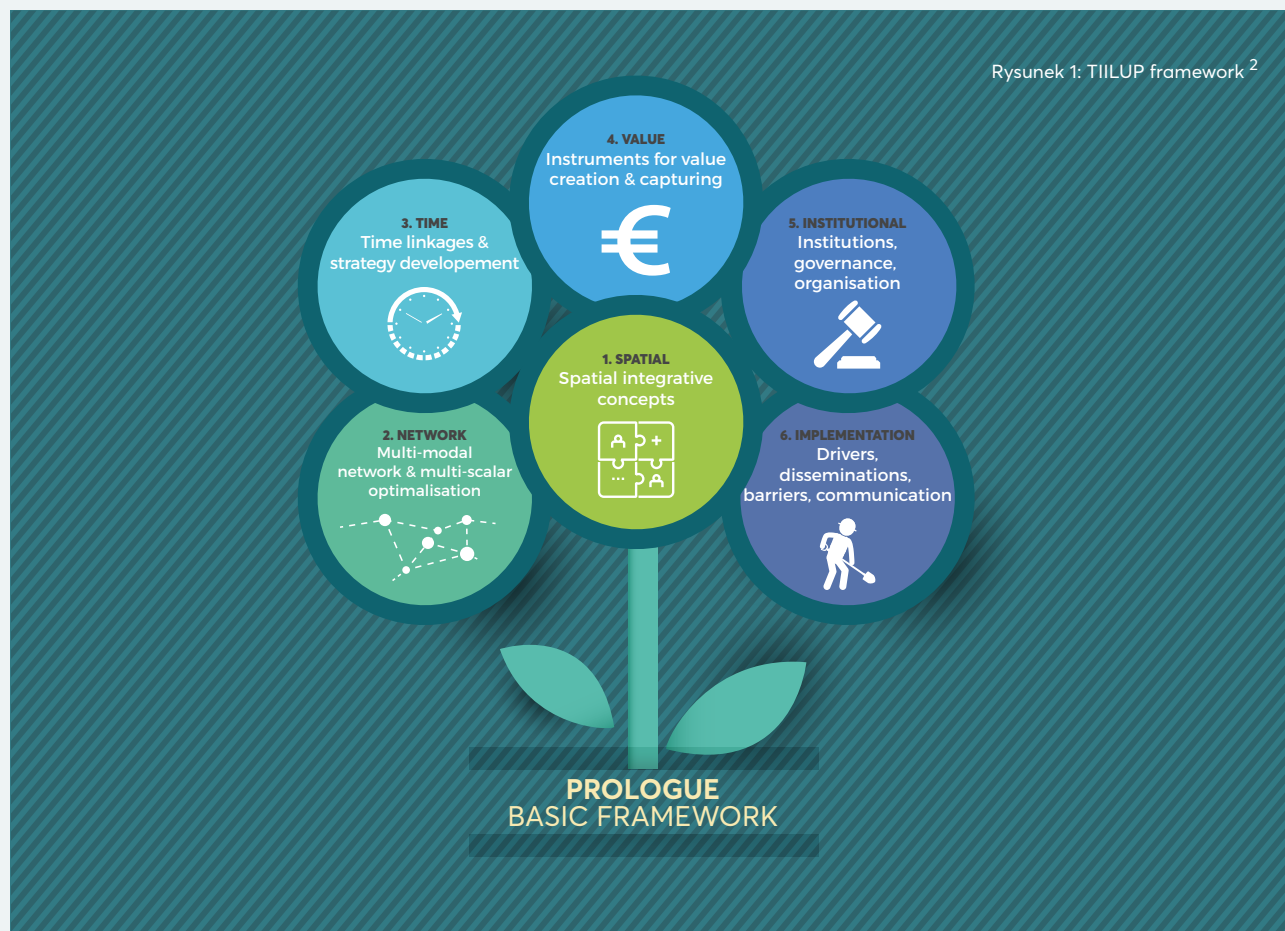 Rysunek 1: TIILUP framework 2
4. VALUE
Instruments for value
creation & capturing
3. TIME
Time linkages &
strategy developement
5. INSTITUTIONAL
Institutions,
governance,
organisation
1. SPATIAL
Spatial integrative
concepts
2. NETWORK
Multi-modal
network & multi-scalar
optimalisation
6. IMPLEMENTATION
Drivers,
disseminations,
barriers, communication
PROLOGUE
BASIC FRAMEWORK